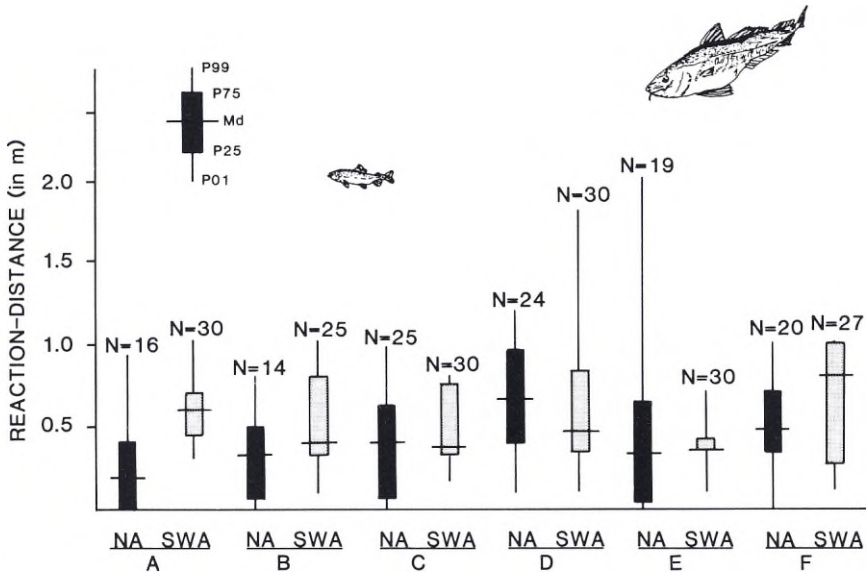 P99
P75
Md
P25
P01
REACTION-DISTANCE (in m)
2.0
1.5
1.0
0.5
N=16
N=30
N=14
N=25
N=25
N=30
N=24
N=30
N=19
N=30
N=20
N=27
NA SWA NA SWA NA SWA NA SWA NA SWA NA SWA
A B C D E F